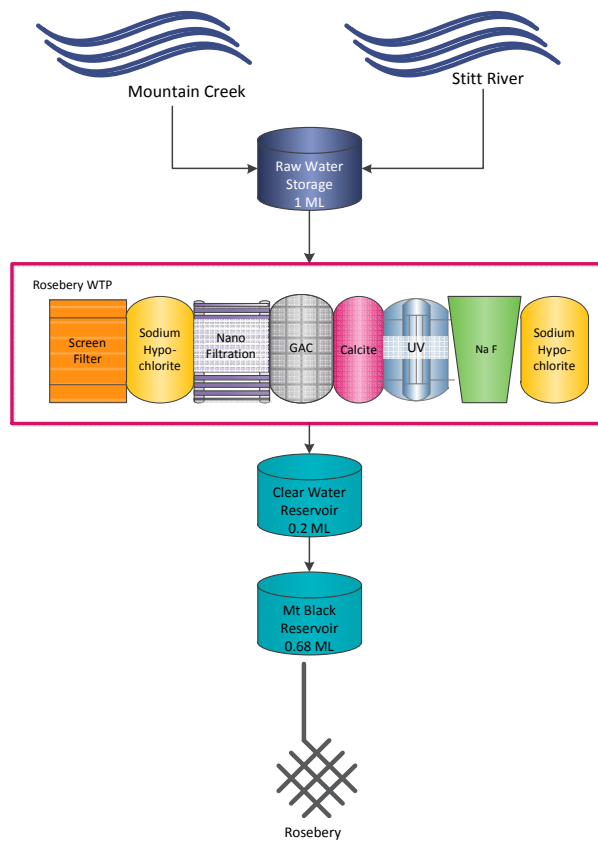 Mountain Creek
Stitt River
Raw Water
Storage
1 ML
Rosebery WTP
Screen
Filter
Sodium
Hypo-
chlorite
Nano
Filtration
GAC
Calcite
UV
Na F
Sodium
Hypo-
chlorite
Clear Water
Reservoir
0.2 ML
Mt Black
Reservoir
0.68 ML
Rosebery